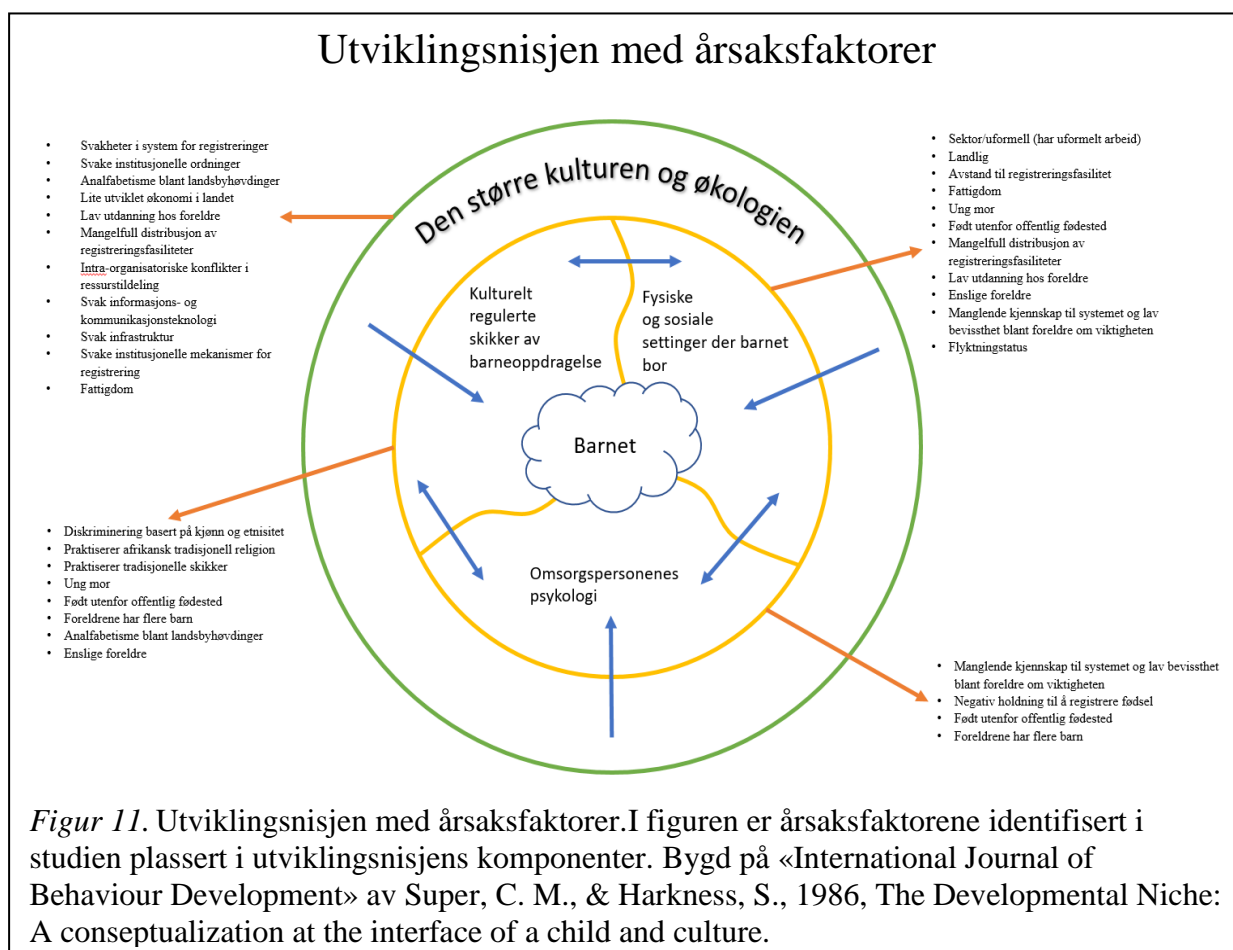 Utviklingsnisjen med årsaksfaktorer
• Svakheter i system for registreringer
• Svake institusjonelle ordninger
• Analfabetisme blant landsbyhøvdinger
• Lite utviklet økonomi i landet
• Lav utdanning hos foreldre
• Mangelfull distribusjon av
registreringsfasiliteter
• Intra-organisatoriske konflikter i
ressurstildeling
• Svak informasjons- og
kommunikasjonsteknologi
• Svak infrastruktur
• Svake institusjonelle mekanismer for
registrering
• Fattigdom
• Sektor/uformell (har uformelt arbeid)
• Landlig
• Avstand til registreringsfasilitet
• Fattigdom
• Ung mor
• Født utenfor offentlig fødested
• Mangelfull distribusjon av
registreringsfasiliteter
• Lav utdanning hos foreldre
• Enslige foreldre
• Manglende kjennskap til systemet og lav
bevissthet blant foreldre om viktigheten
• Flyktningstatus
Den større kulturen og økologien
Kulturelt
regulerte
skikker av
barneoppdragelse
Fysiske
og sosiale
settinger der barnet
bor
Barnet
Omsorgspersonenes
psykologi
• Diskriminering basert på kjønn og etnisitet
• Praktiserer afrikansk tradisjonell religion
• Praktiserer tradisjonelle skikker
• Ung mor
• Født utenfor offentlig fødested
• Foreldrene har flere barn
• Analfabetisme blant landsbyhøvdinger
• Enslige foreldre
• Manglende kjennskap til systemet og lav bevissthet
blant foreldre om viktigheten
• Negativ holdning til å registrere fødsel
• Født utenfor offentlig fødested
• Foreldrene har flere barn
Figur 11. Utviklingsnisjen med årsaksfaktorer.I figuren er årsaksfaktorene identifisert i
studien plassert i utviklingsnisjens komponenter. Bygd på «International Journal of
Behaviour Development» av Super, C. M., & Harkness, S., 1986, The Developmental Niche:
A conseptualization at the interface of a child and culture.